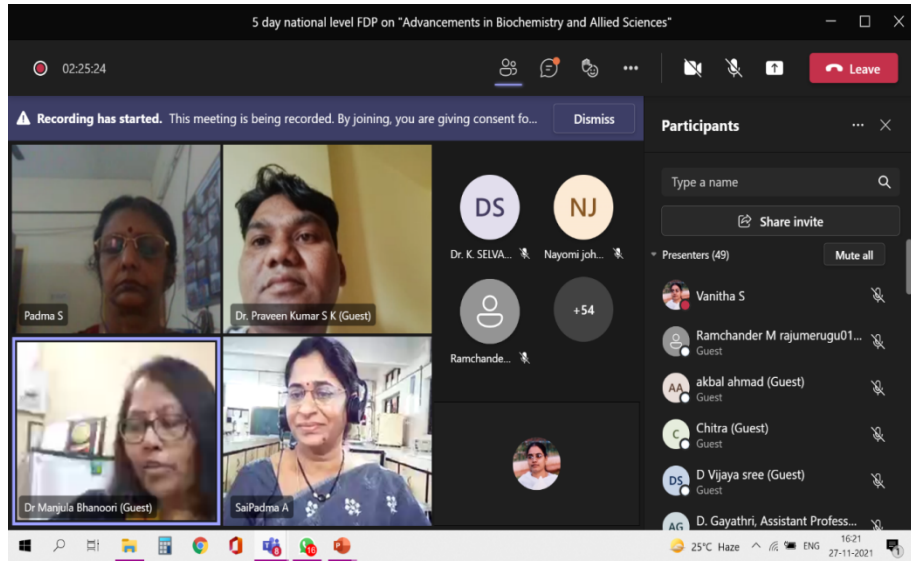 5 day national level FDP on "Advancements in Biochemistry and Allied Sciences"
02:25:24
Leave
Recording has started. This meeting is being recorded. By joining, you are giving consent fo...
Dismiss
Padma S
Dr. Praveen Kumar S K (Guest)
Dr Manjula Bhanoori (Guest)
SaiPadma A
DS
NJ
Dr. K. SELVA...
Nayomi joh...
Ramchande...
+54
Participants
Type a name
Share invite
Presenters (49)
Mute all
Vanitha S
Ramchander M rajumerugu01...
Guest
AA
akbal ahmad (Guest)
Guest
C
Chitra (Guest)
Guest
DS
D Vijaya sree (Guest)
Guest
AG
D. Gayathri, Assistant Profess...
8
16
25°C Haze
ENG
16:21
27-11-2021
1